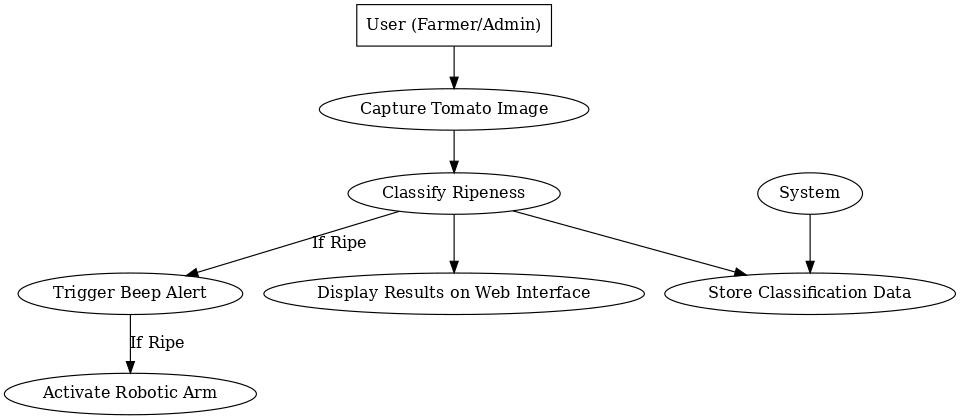 User (Farmer/Admin)
Capture Tomato Image
Classify Ripeness
System
If Ripe
Trigger Beep Alert
Display Results on Web Interface
Store Classification Data
If Ripe
Activate Robotic Arm